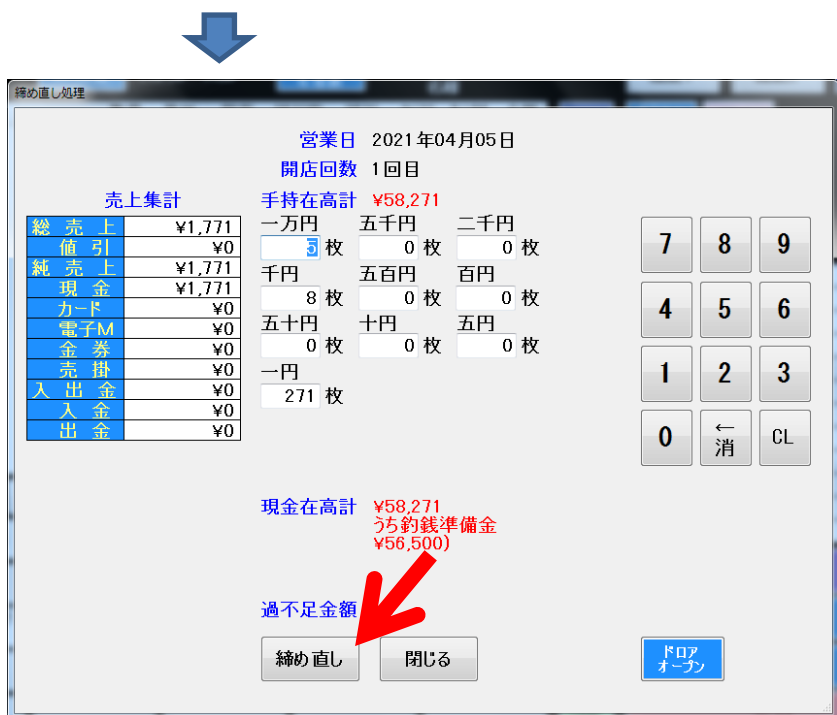 締め直し処理
営業日 2021年04月05日
開店回数 1回目
売上集計
総売上 ¥1,771
値引 ¥0
純売上 ¥1,771
現金 ¥1,771
カード ¥0
電子M ¥0
金券 ¥0
売掛 ¥0
入出金 ¥0
入金 ¥0
出金 ¥0
手持在高計 ¥58,271
一万円 五千円 二千円
5 枚 0 枚 0 枚
千円 五百円 百円
8 枚 0 枚 0 枚
五十円 十円 五円
0 枚 0 枚 0 枚
一円
271 枚
現金在高計 ¥58,271
うち釣銭準備金
¥56,500)
過不足金額
締め直し 閉じる
7 8 9
4 5 6
1 2 3
0 ←消 CL
ドロア
オープン